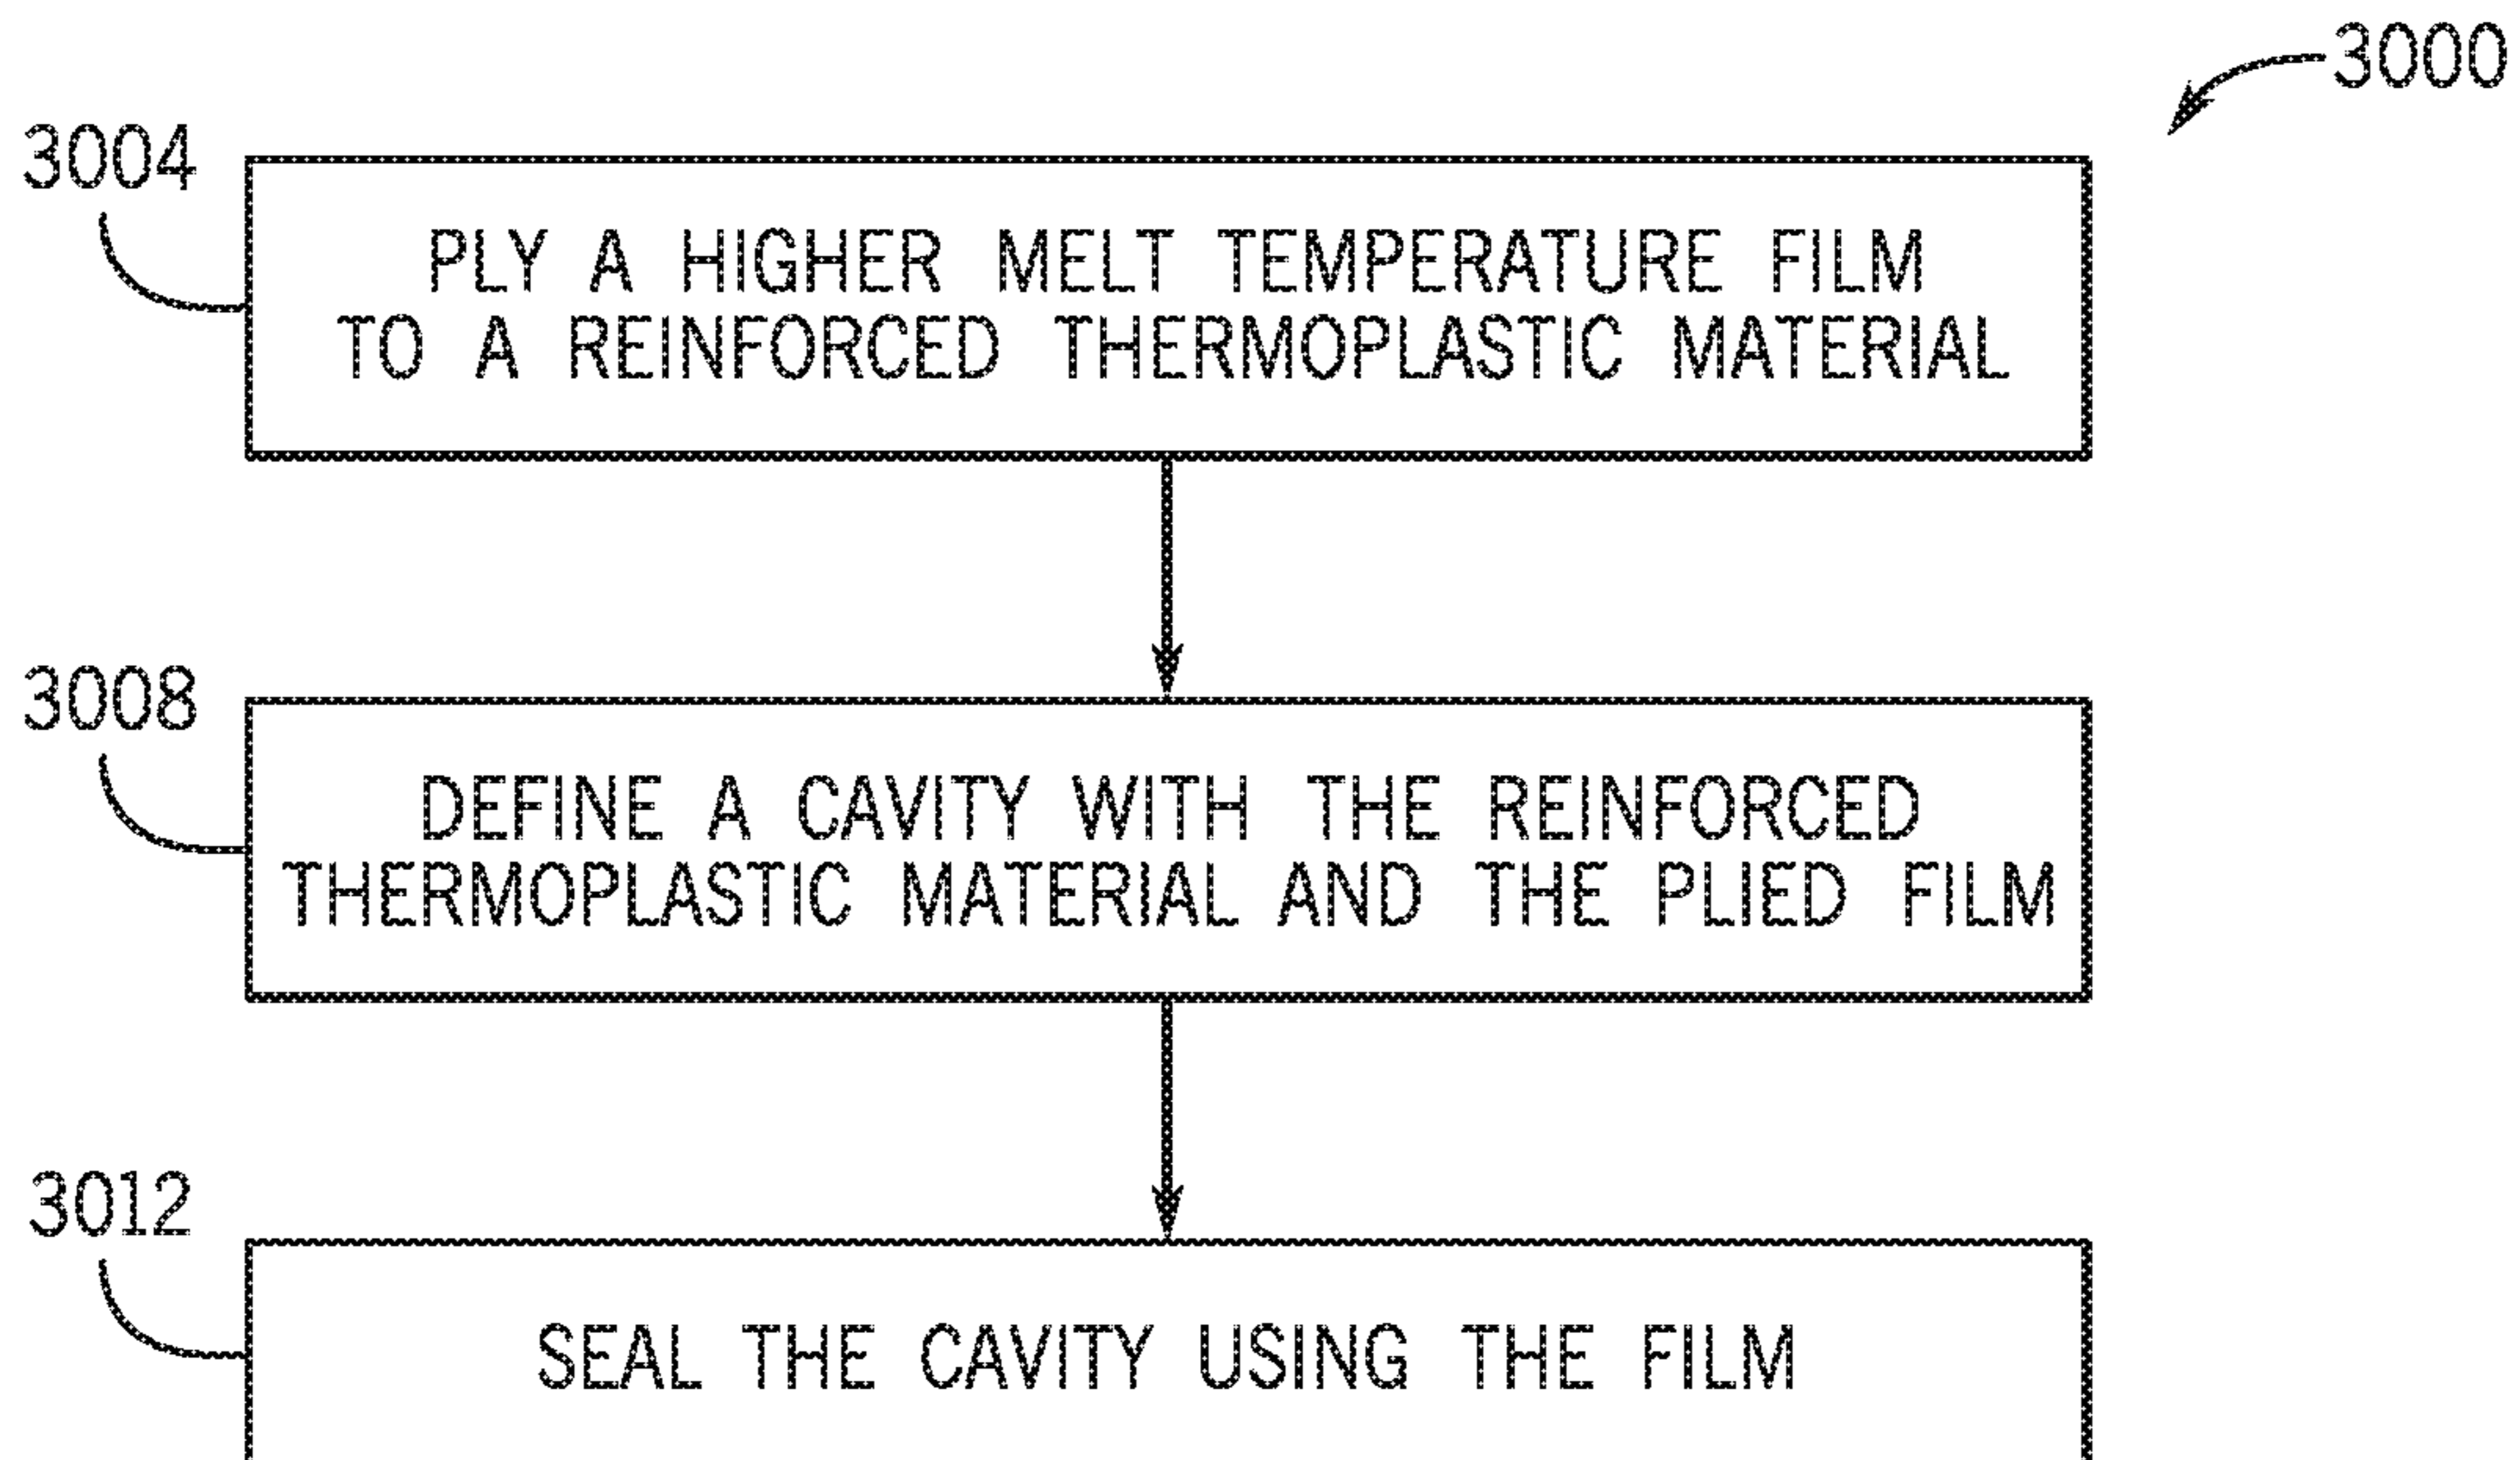 3000
3004
PLY A HIGHER MELT TEMPERATURE FILM
TO A REINFORCED THERMOPLASTIC MATERIAL
3008
DEFINE A CAVITY WITH THE REINFORCED
THERMOPLASTIC MATERIAL AND THE PLIED FILM
3012
SEAL THE CAVITY USING THE FILM